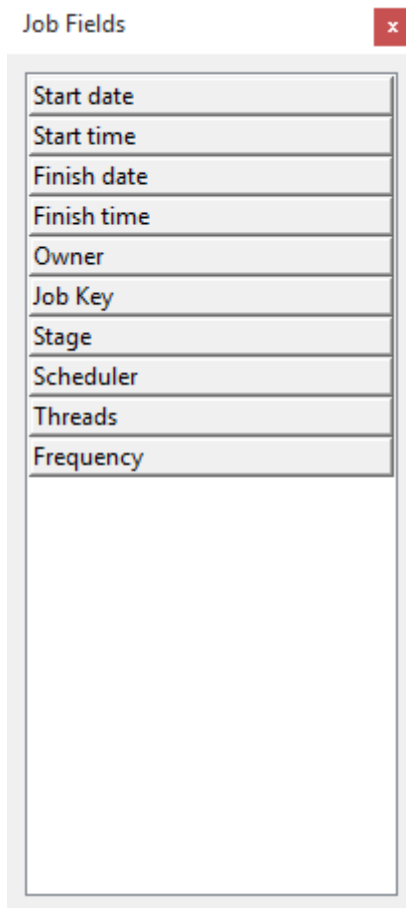 Job Fields
x
Start date
Start time
Finish date
Finish time
Owner
Job Key
Stage
Scheduler
Threads
Frequency